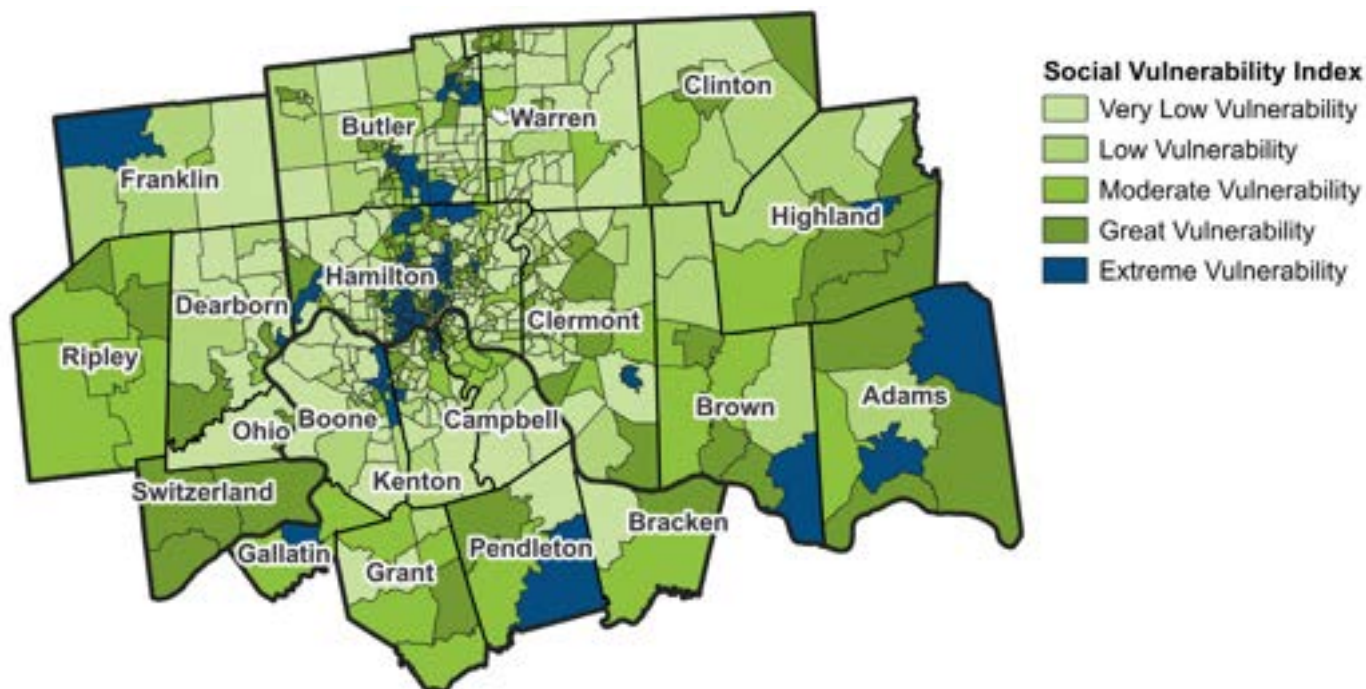 Social Vulnerability Index
Very Low Vulnerability
Low Vulnerability
Moderate Vulnerability
Great Vulnerability
Extreme Vulnerability
Clinton
Warren
Butler
Franklin
Highland
Hamilton
Dearborn
Clermont
Ripley
Adams
Brown
Boone
Campbell
Ohio
Kenton
Switzerland
Bracken
Pendleton
Gallatin
Grant